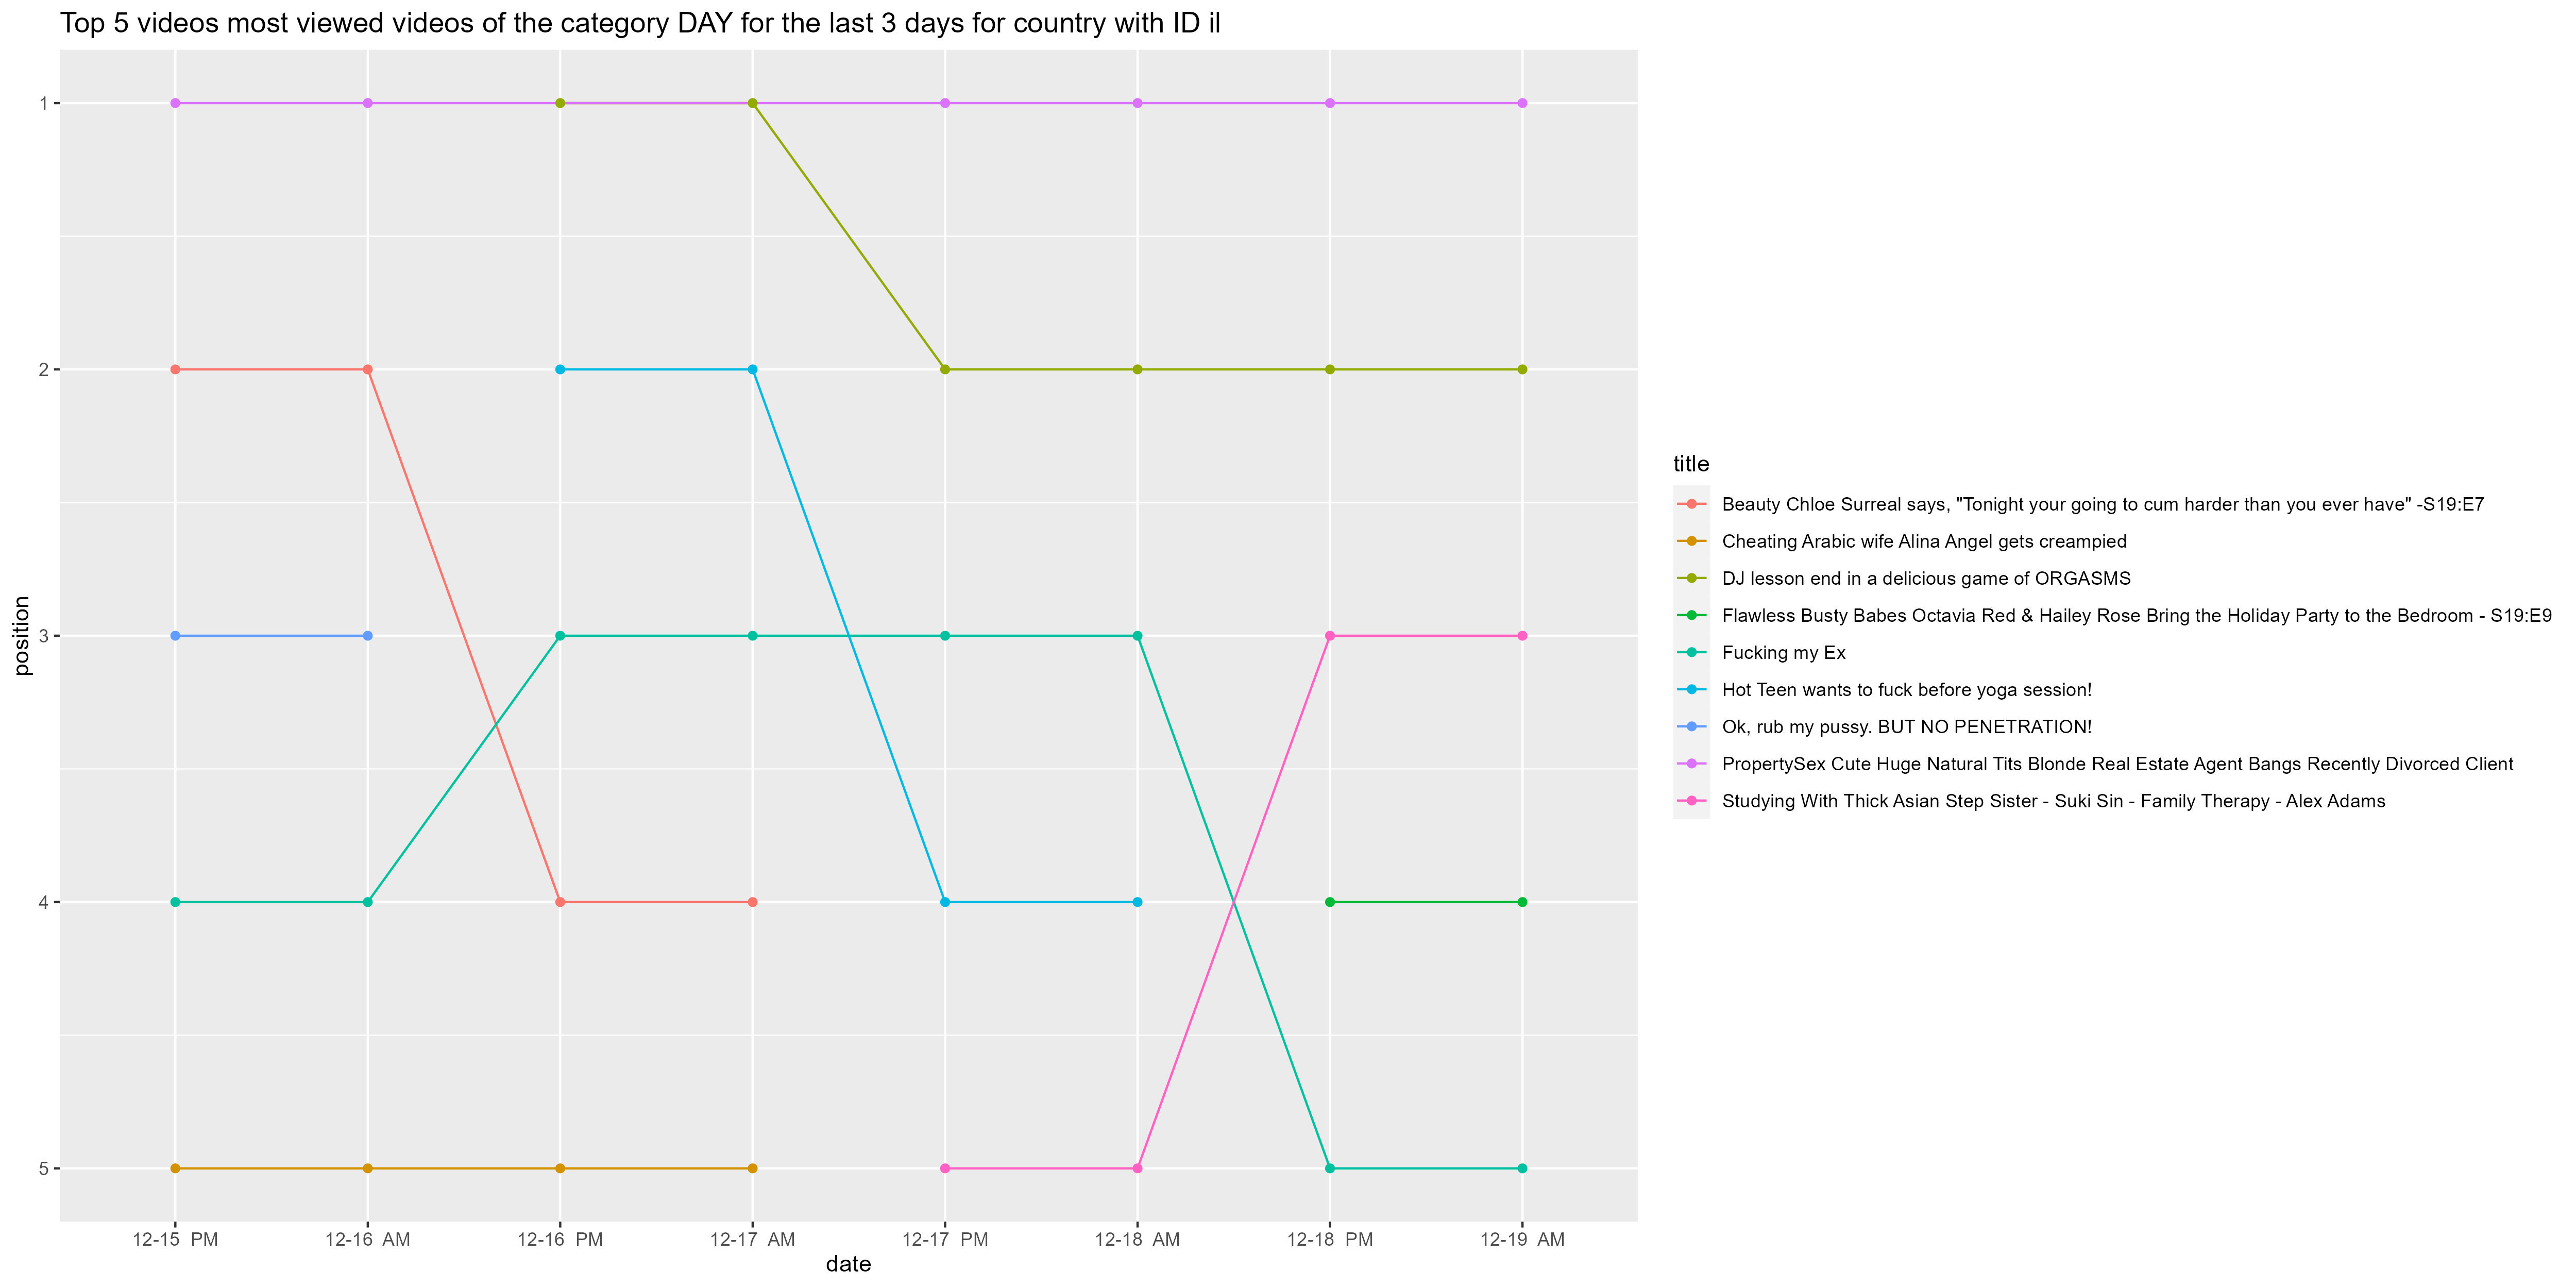 Top 5 videos most viewed videos of the category DAY for the last 3 days for country with ID il
position
1
2
3
4
5
12-15 PM
12-16 AM
12-16 PM
12-17 AM
12-17 PM
12-18 AM
12-18 PM
12-19 AM
date
title
Beauty Chloe Surreal says, "Tonight your going to cum harder than you ever have" -S19:E7
Cheating Arabic wife Alina Angel gets creampied
DJ lesson end in a delicious game of ORGASMS
Flawless Busty Babes Octavia Red & Hailey Rose Bring the Holiday Party to the Bedroom - S19:E9
Fucking my Ex
Hot Teen wants to fuck before yoga session!
Ok, rub my pussy. BUT NO PENETRATION!
PropertySex Cute Huge Natural Tits Blonde Real Estate Agent Bangs Recently Divorced Client
Studying With Thick Asian Step Sister - Suki Sin - Family Therapy - Alex Adams